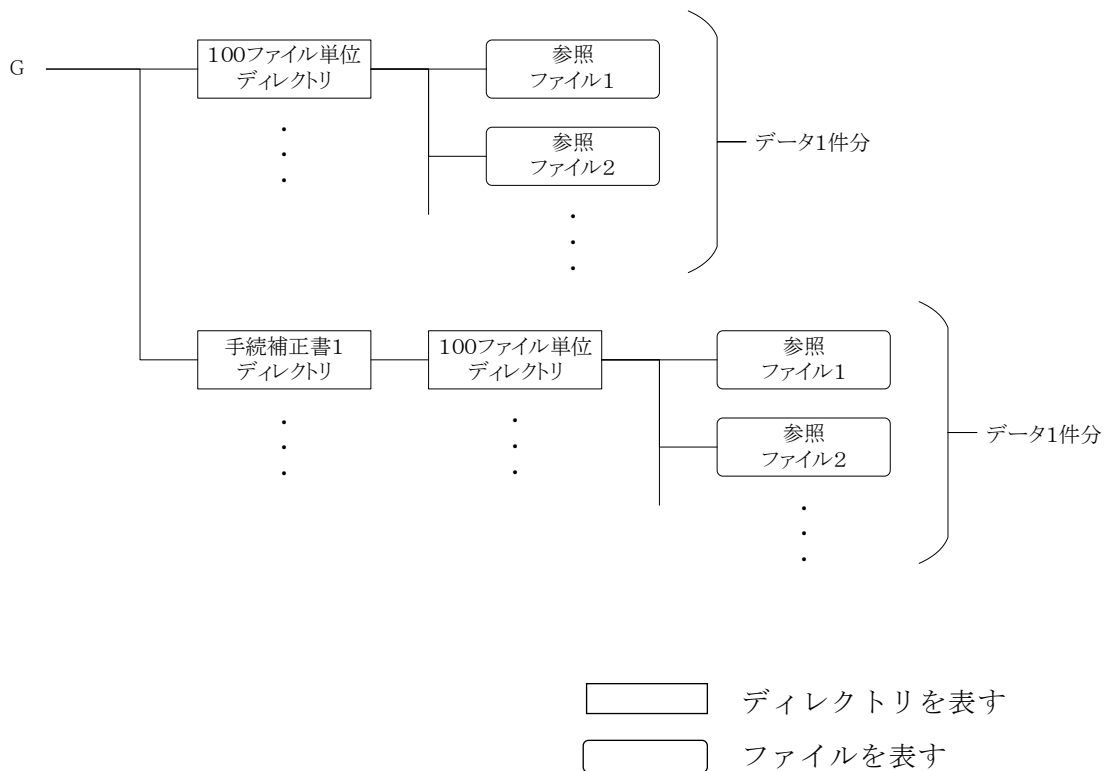 G
100ファイル単位
ディレクトリ
参照
ファイル1
参照
ファイル2
データ1件分
手続補正書1
ディレクトリ
100ファイル単位
ディレクトリ
参照
ファイル1
参照
ファイル2
データ1件分
ディレクトリを表す
ファイルを表す